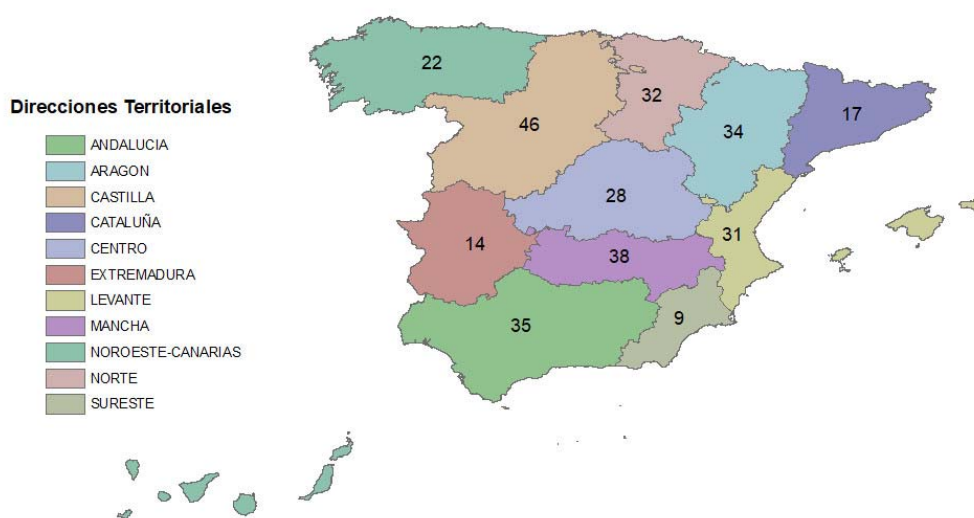 Direcciones Territoriales
ANDALUCIA
ARAGON
CASTILLA
CATALUÑA
CENTRO
EXTREMADURA
LEVANTE
MANCHA
NOROESTE-CANARIAS
NORTE
SURESTE
22
32
46
34
17
28
31
14
38
35
9